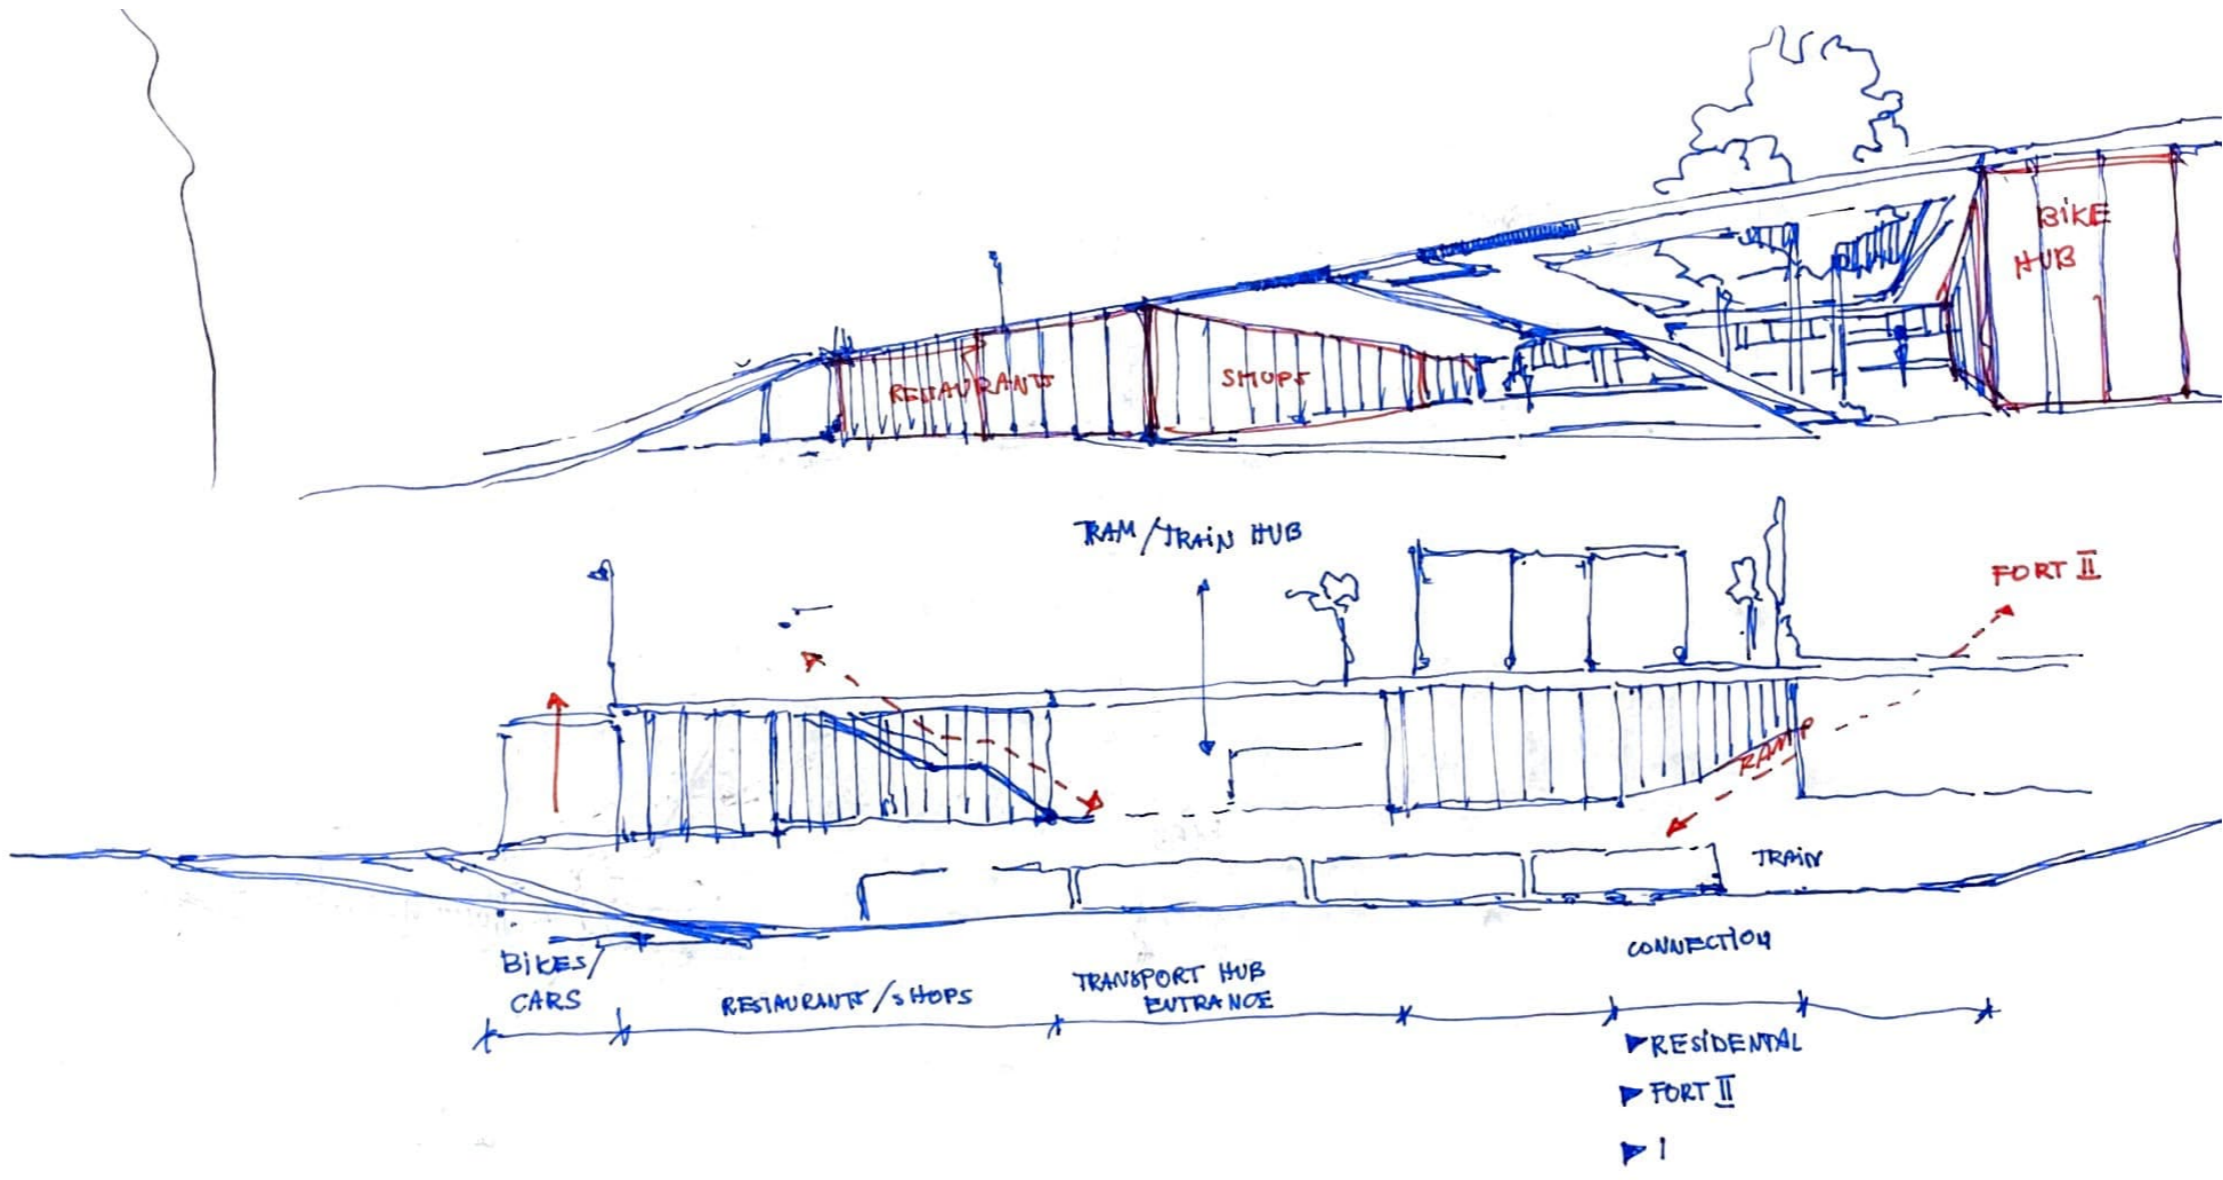 BIKE
HUB
RESTAURANTS
SHOPS
TRAM/TRAIN HUB
FORT II
RAMP
TRAIN
CONNECTION
BIKES/
CARS
RESTAURANTS/SHOPS
TRANSPORT HUB
ENTRANCE
RESIDENTAL
FORT II
I